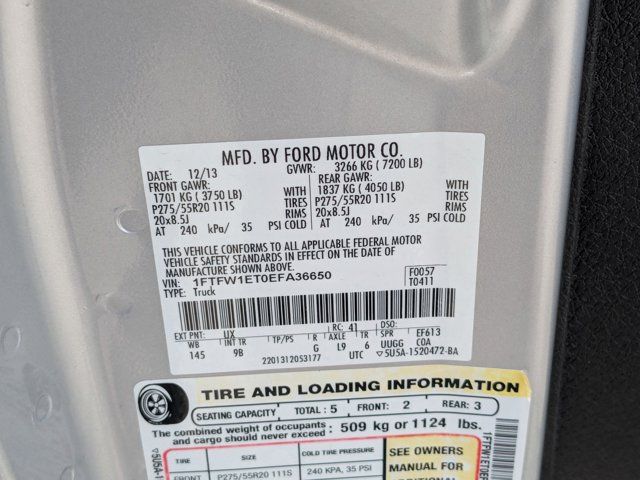 MFD. BY FORD MOTOR CO.
DATE: 12/13 GVWR: 3266 KG ( 7200 LB)
FRONT GAWR: REAR GAWR:
1701 KG ( 3750 LB) WITH 1837 KG ( 4050 LB) WITH
P275/55R20 111S TIRES P275/55R20 111S TIRES
20x8.5J RIMS 20x8.5J RIMS
AT 240 kPa/ 35 PSI COLD AT 240 kPa/ 35 PSI COLD
THIS VEHICLE CONFORMS TO ALL APPLICABLE FEDERAL MOTOR
VEHICLE SAFETY STANDARDS IN EFFECT ON THE DATE OF
MANUFACTURE SHOWN ABOVE.
VIN: 1FTFW1ET0EFA36650 F0057
TYPE: Truck T0411
EXT PNT: UX RC: 41 DSO:
WB INT TR TP/PS R AXLE TR SPR EF613
145 9B G L9 6 UUGG COA
2201312053177 UTC 5U5A-1520472-BA
TIRE AND LOADING INFORMATION
SEATING CAPACITY TOTAL : 5 FRONT: 2 REAR: 3
The combined weight of occupants and cargo should never exceed: 509 kg or 1124 lbs.
TIRE SIZE COLD TIRE PRESSURE SEE OWNERS
FRONT P275/55R20 111S 240 KPA, 35 PSI MANUAL FOR
ADDITIONAL
5U5A-1
1FTFW1ET0EF